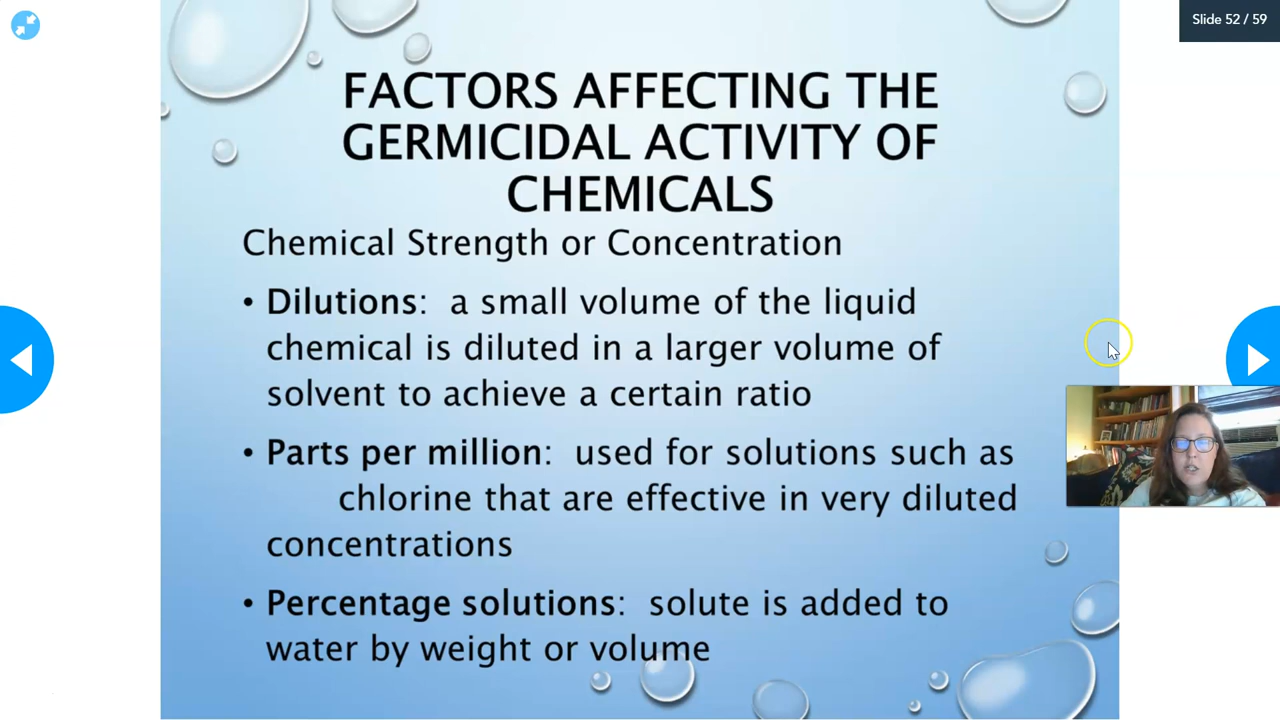 Slide 52 / 59
FACTORS AFFECTING THE
GERMICIDAL ACTIVITY OF
CHEMICALS
Chemical Strength or Concentration
• Dilutions: a small volume of the liquid
chemical is diluted in a larger volume of
solvent to achieve a certain ratio
• Parts per million: used for solutions such as
chlorine that are effective in very diluted
concentrations
• Percentage solutions: solute is added to
water by weight or volume